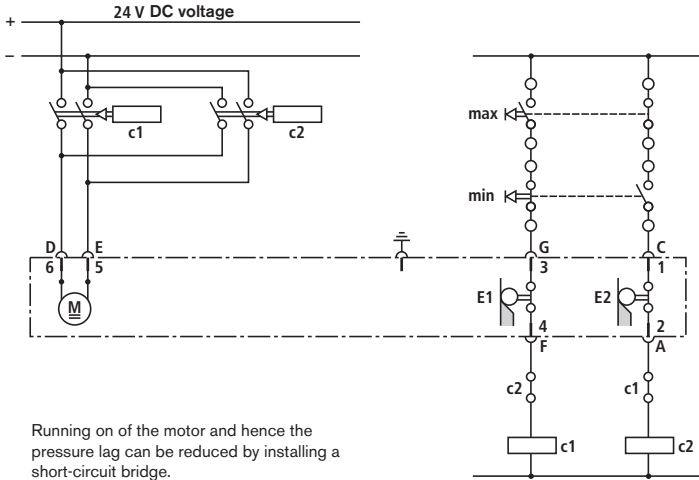 24 V DC voltage
+
–
c1
c2
max
min
D E G C
6 5 3 1
M
E1 E2
4 2
F A
c2 c1
c1 c2
Running on of the motor and hence the
pressure lag can be reduced by installing a
short-circuit bridge.